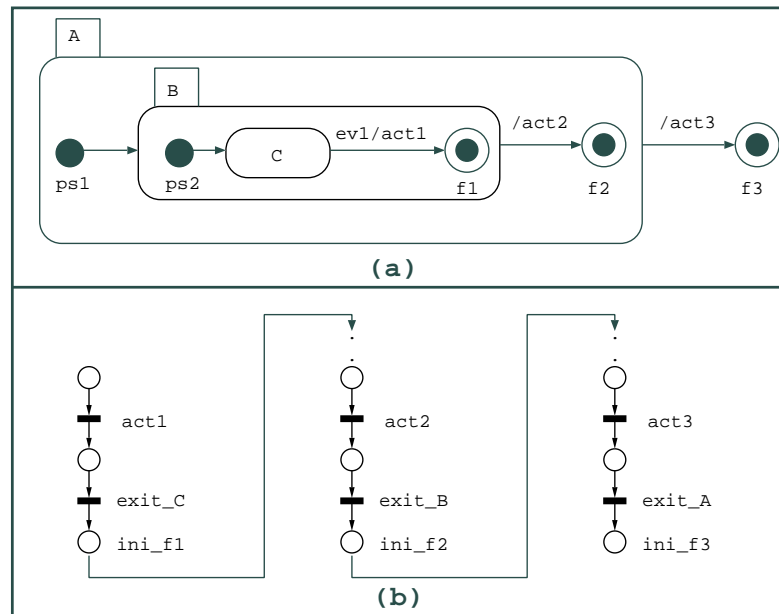 A
B
ev1/act1
/act2
/act3
C
ps1
ps2
f1
f2
f3
(a)
act1
act2
act3
exit_C
exit_B
exit_A
ini_f1
ini_f2
ini_f3
(b)